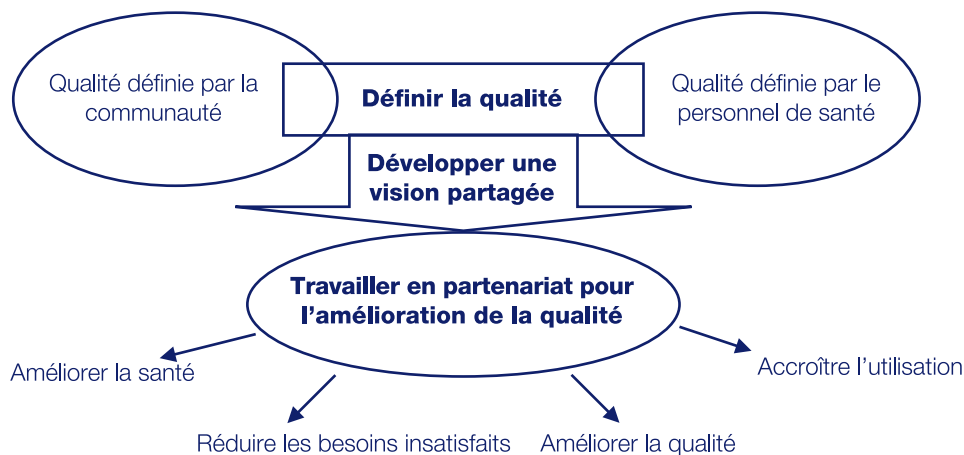 Qualité définie par la
communauté
Définir la qualité
Qualité définie par le
personnel de santé
Développer une
vision partagée
Travailler en partenariat pour
l’amélioration de la qualité
Améliorer la santé
Accroître l’utilisation
Réduire les besoins insatisfaits
Améliorer la qualité